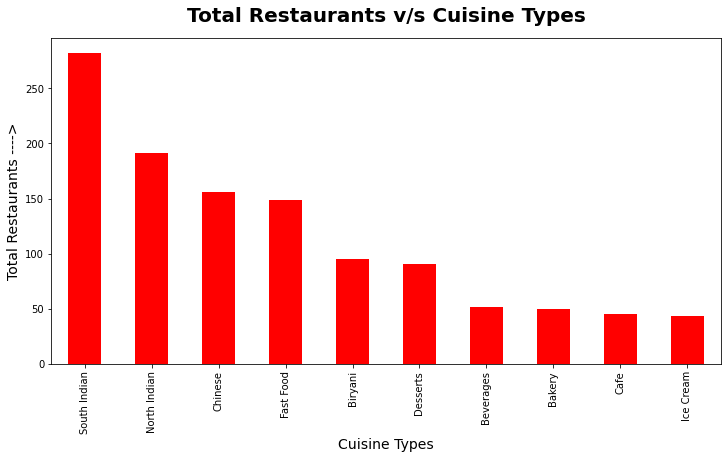 Total Restaurants v/s Cuisine Types
Total Restaurants ---->
250
200
150
100
50
0
South Indian
North Indian
Chinese
Fast Food
Biryani
Desserts
Beverages
Bakery
Cafe
Ice Cream
Cuisine Types